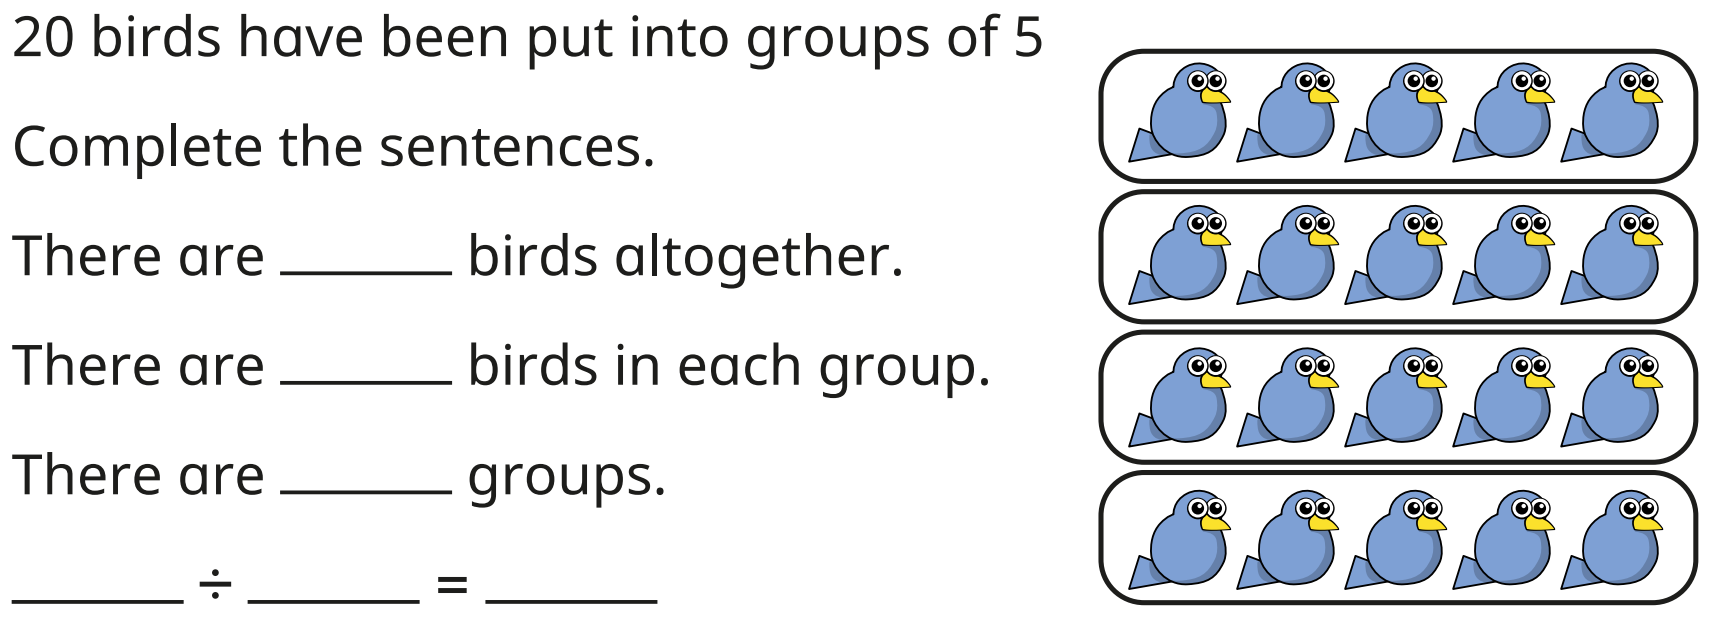 20 birds have been put into groups of 5
Complete the sentences.
There are ______ birds altogether.
There are ______ birds in each group.
There are ______ groups.
______ ÷ ______ = ______